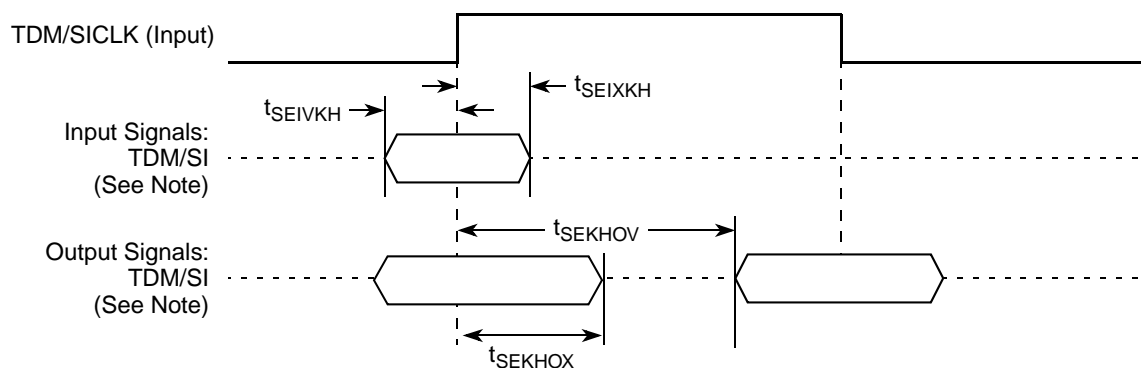 TDM/SICLK (Input)
tSEIXKH
tSEIVKH
Input Signals:
TDM/SI
(See Note)
tSEKHOV
Output Signals:
TDM/SI
(See Note)
tSEKHOX